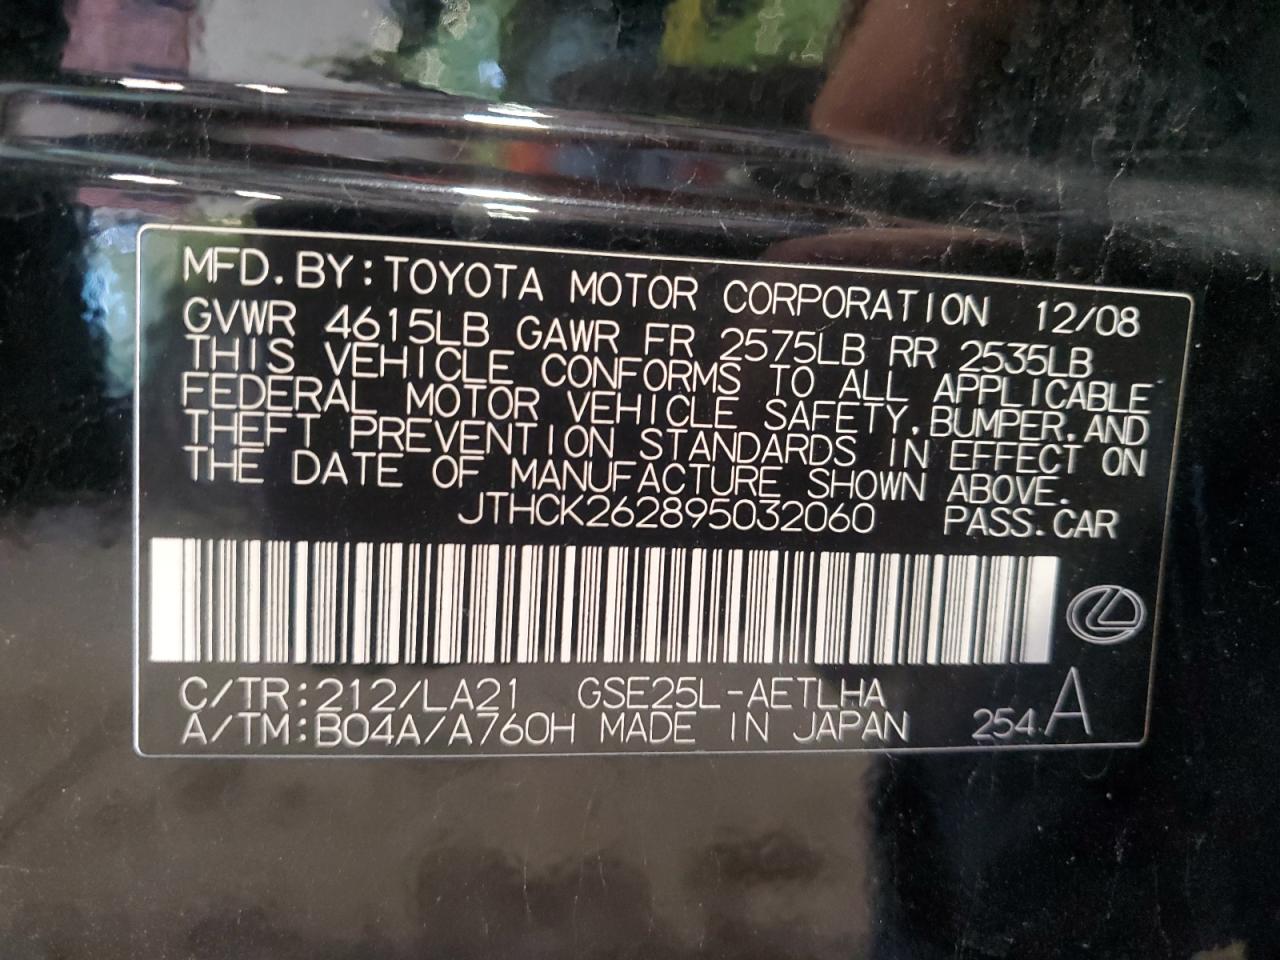 MFD.BY:TOYOTA MOTOR CORPORATION 12/08
GVWR 4615LB GAWR FR 2575LB RR 2535LB
THIS VEHICLE CONFORMS TO ALL APPLICABLE
FEDERAL MOTOR VEHICLE SAFETY,BUMPER,AND
THEFT PREVENTION STANDARDS IN EFFECT ON
THE DATE OF MANUFACTURE SHOWN ABOVE.
JTHCK262895032060 PASS.CAR
C/TR:212/LA21 GSE25L-AETLHA
A/TM:B04A/A760H MADE IN JAPAN 254.A